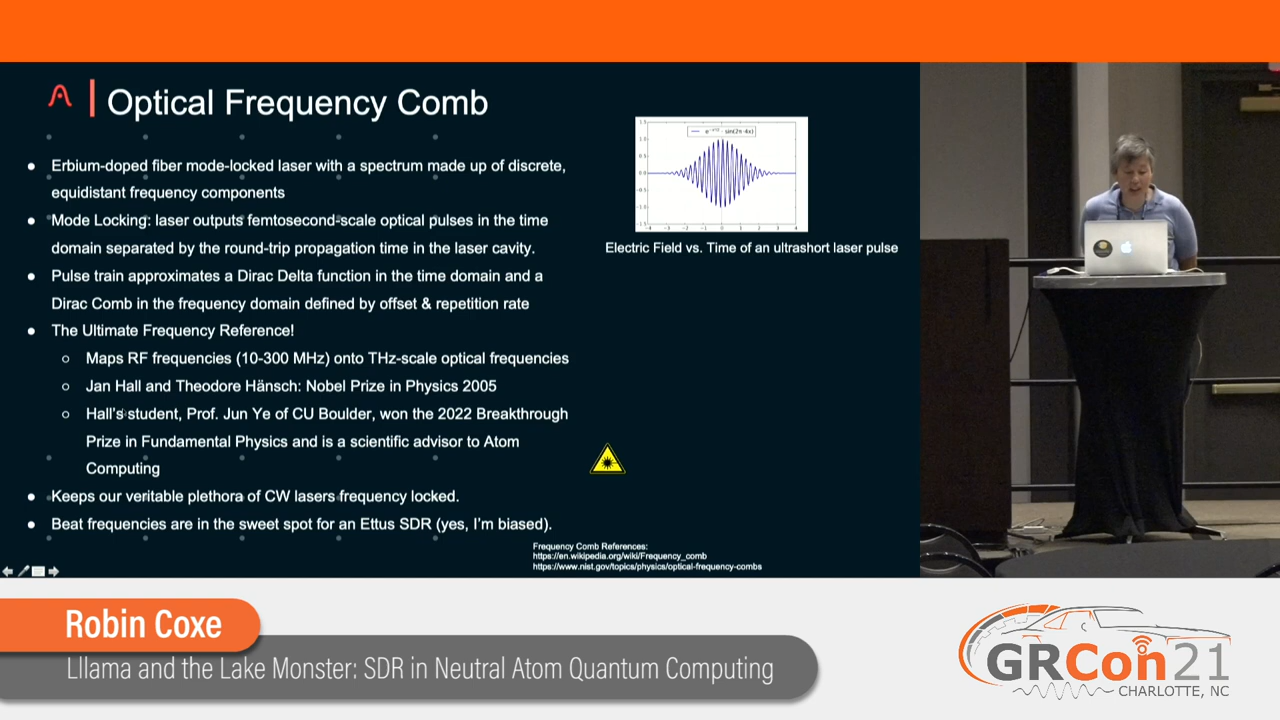 Optical Frequency Comb
Erbium-doped fiber mode-locked laser with a spectrum made up of discrete,
equidistant frequency components
Mode Locking: laser outputs femtosecond-scale optical pulses in the time
domain separated by the round-trip propagation time in the laser cavity.
Pulse train approximates a Dirac Delta function in the time domain and a
Dirac Comb in the frequency domain defined by offset & repetition rate
The Ultimate Frequency Reference!
Maps RF frequencies (10-300 MHz) onto THz-scale optical frequencies
Jan Hall and Theodore Hänsch: Nobel Prize in Physics 2005
Hall's student, Prof. Jun Ye of CU Boulder, won the 2022 Breakthrough
Prize in Fundamental Physics and is a scientific advisor to Atom
Computing
Keeps our veritable plethora of CW lasers frequency locked.
Beat frequencies are in the sweet spot for an Ettus SDR (yes, I'm biased).
Electric Field vs. Time of an ultrashort laser pulse
Frequency Comb References:
https://en.wikipedia.org/wiki/Frequency_comb
https://www.nist.gov/topics/physics/optical-frequency-combs
Robin Coxe
Lllama and the Lake Monster: SDR in Neutral Atom Quantum Computing
GRCon21
CHARLOTTE, NC